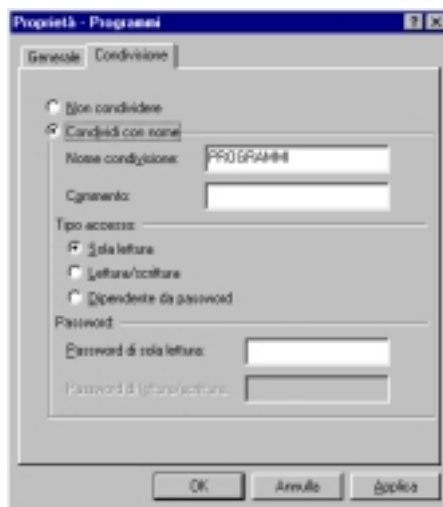 Proprietà - Programmi
Generale Condivisione
Non condividere
Condividi con nome
Nome condivisione: PROGRAMMI
Commento:
Tipo accesso:
Sola lettura
Lettura/scrittura
Dipendente da password
Password:
Password di sola lettura:
Password di lettura/scrittura:
OK Annulla Applica